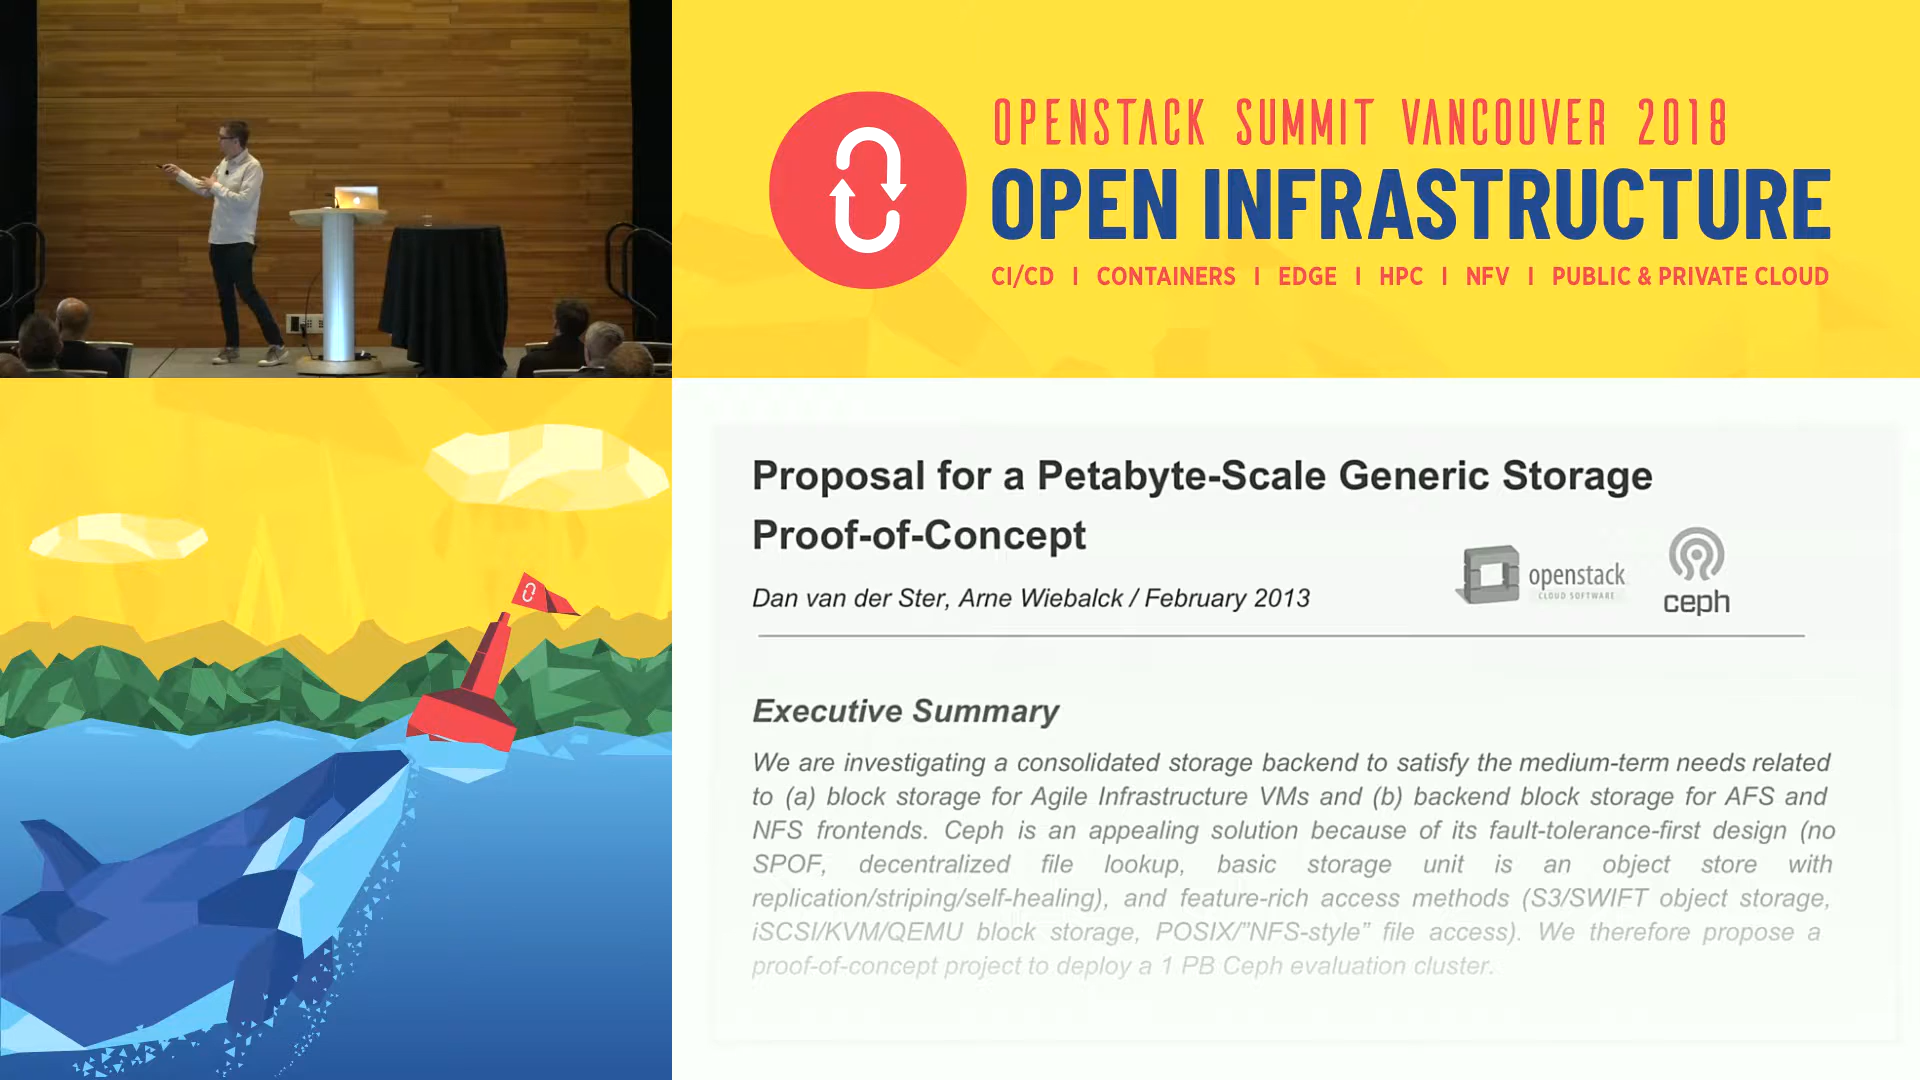 OPENSTACK SUMMIT VANCOUVER 2018
OPEN INFRASTRUCTURE
CI/CD | CONTAINERS | EDGE | HPC | NFV | PUBLIC & PRIVATE CLOUD
Proposal for a Petabyte-Scale Generic Storage
Proof-of-Concept
openstack
CLOUD SOFTWARE
ceph
Dan van der Ster, Arne Wiebalck / February 2013
Executive Summary
We are investigating a consolidated storage backend to satisfy the medium-term needs related
to (a) block storage for Agile Infrastructure VMs and (b) backend block storage for AFS and
NFS frontends. Ceph is an appealing solution because of its fault-tolerance-first design (no
SPOF, decentralized file lookup, basic storage unit is an object store with
replication/striping/self-healing), and feature-rich access methods (S3/SWIFT object storage,
iSCSI/KVM/QEMU block storage, POSIX/”NFS-style” file access). We therefore propose a
proof-of-concept project to deploy a 1 PB Ceph evaluation cluster.